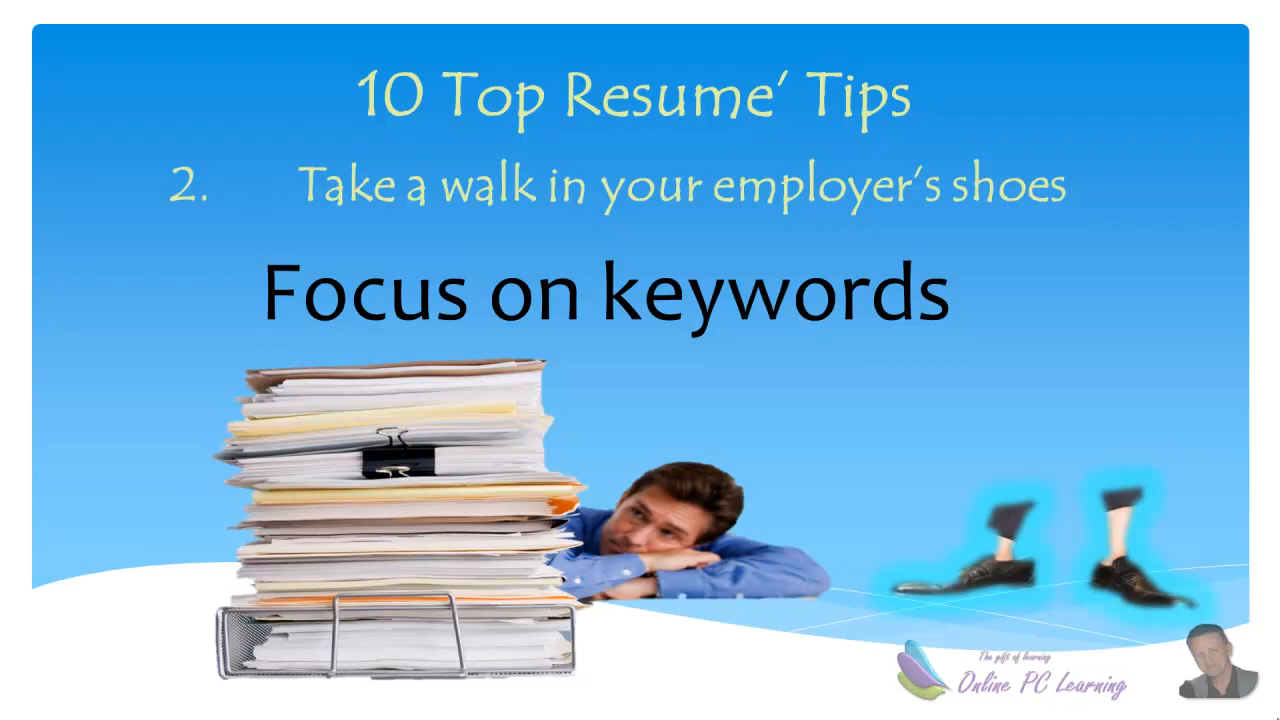 10 Top Resume’ Tips
2. Take a walk in your employer’s shoes
Focus on keywords
The gift of learning
Online PC Learning